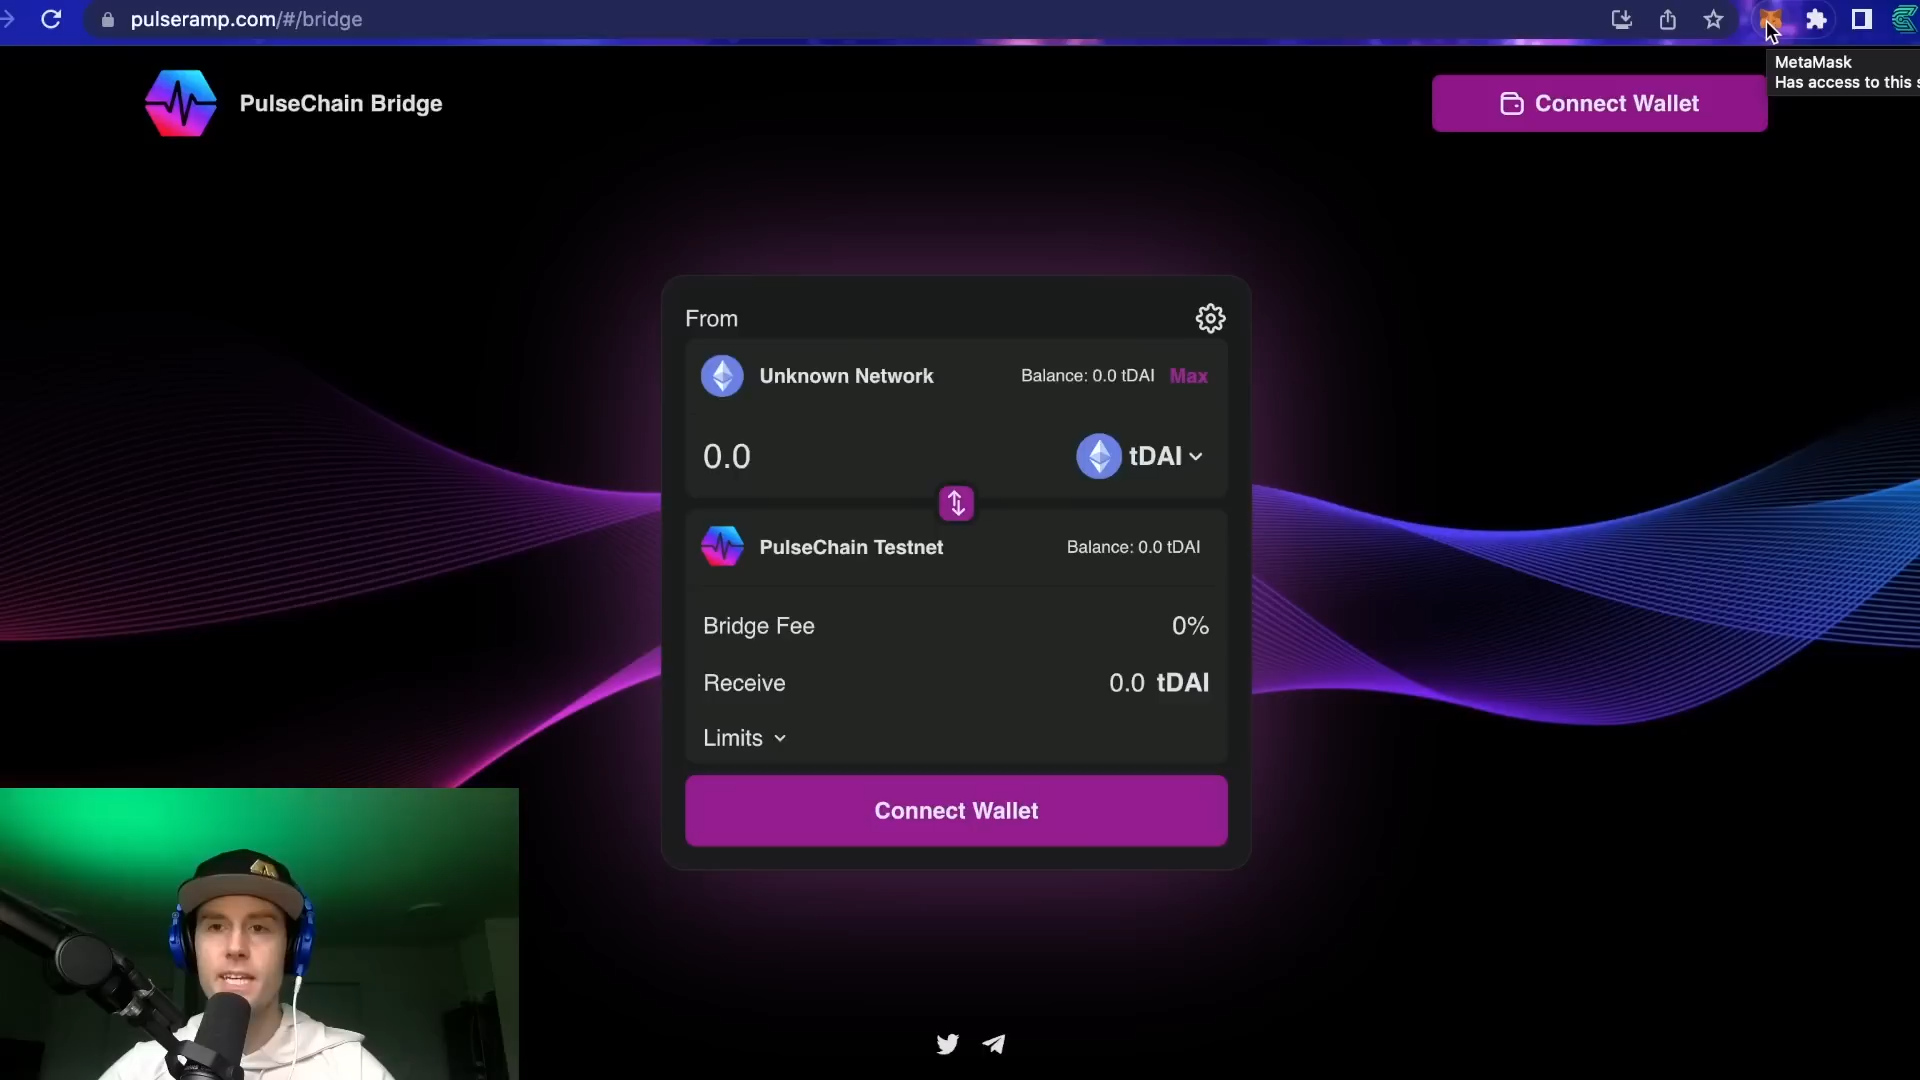 pulseramp.com/#/bridge
MetaMask
Has access to this s
PulseChain Bridge
Connect Wallet
From
Unknown Network
Balance: 0.0 tDAI Max
0.0
tDAI
PulseChain Testnet
Balance: 0.0 tDAI
Bridge Fee
0%
Receive
0.0 tDAI
Limits
Connect Wallet